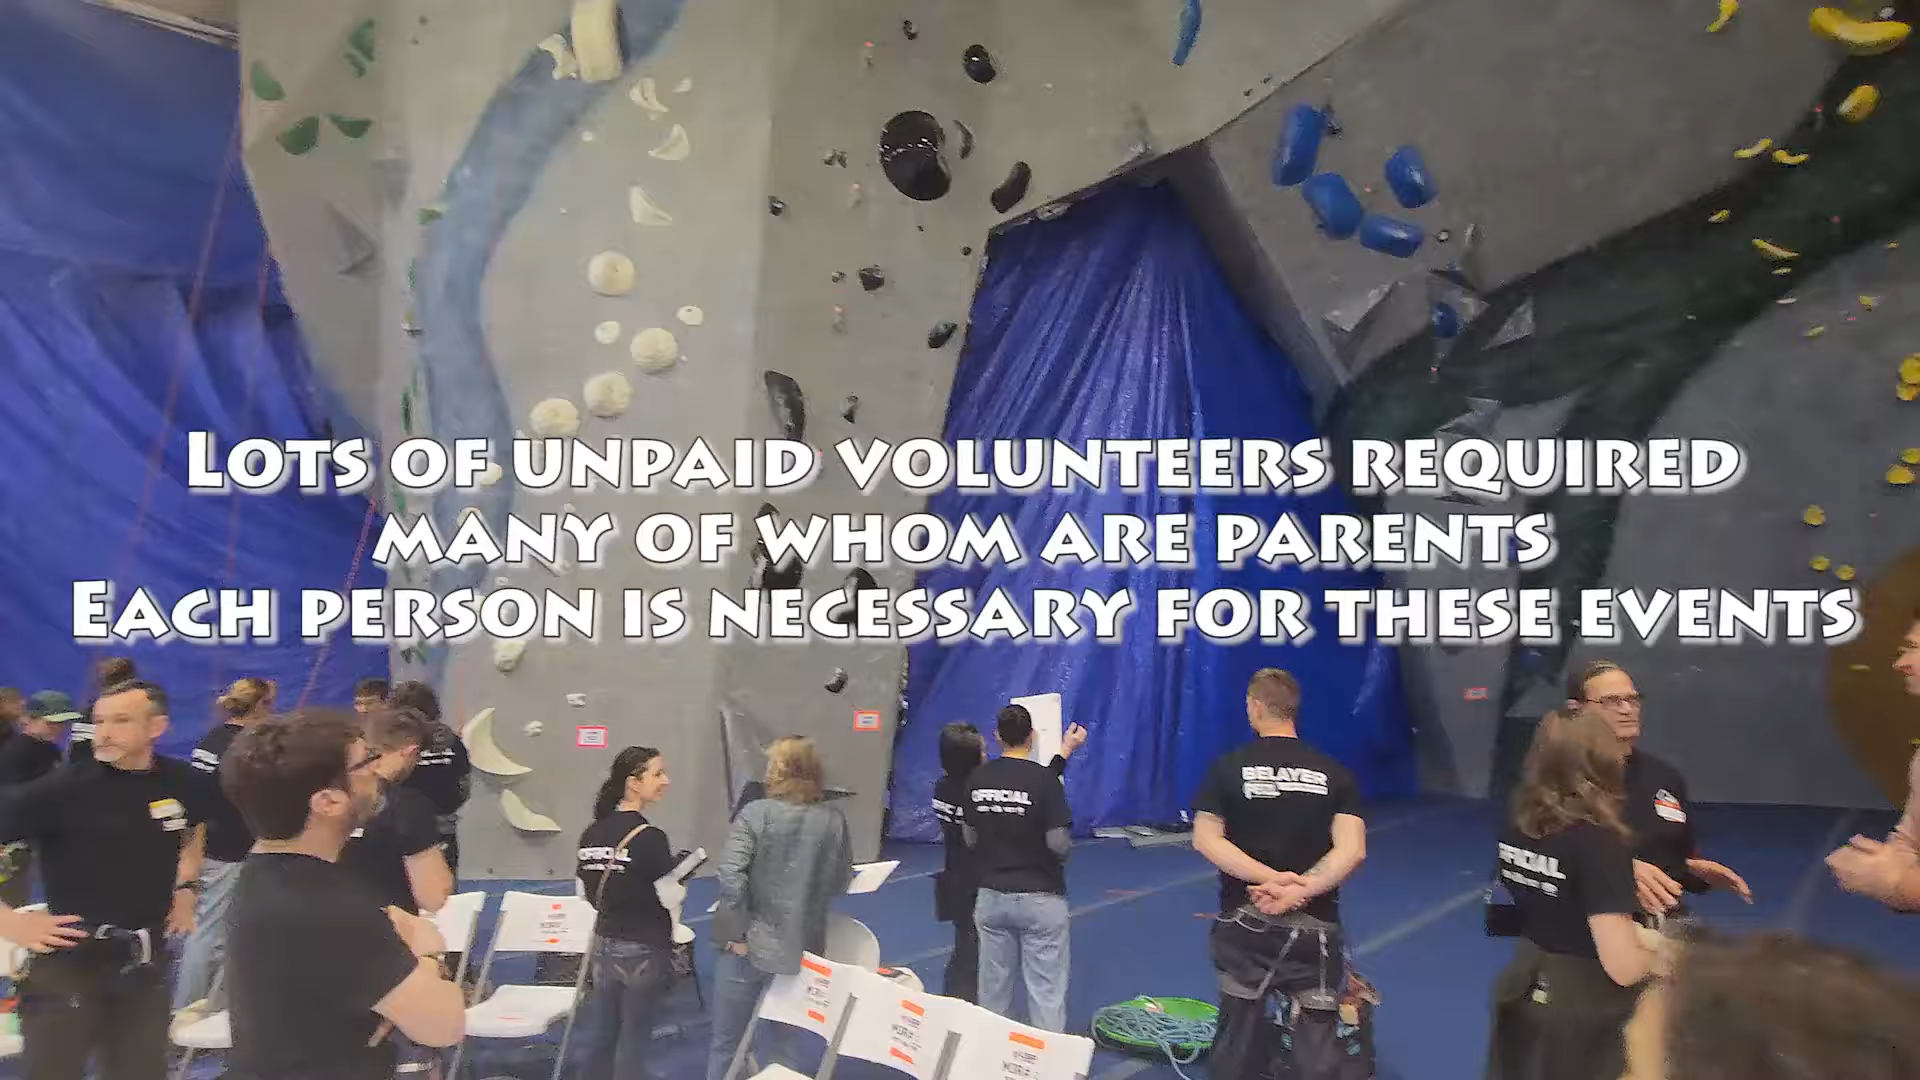 Lots of unpaid volunteers required
many of whom are parents
Each person is necessary for these events
OFFICIAL
BELAYER
OFFICIAL